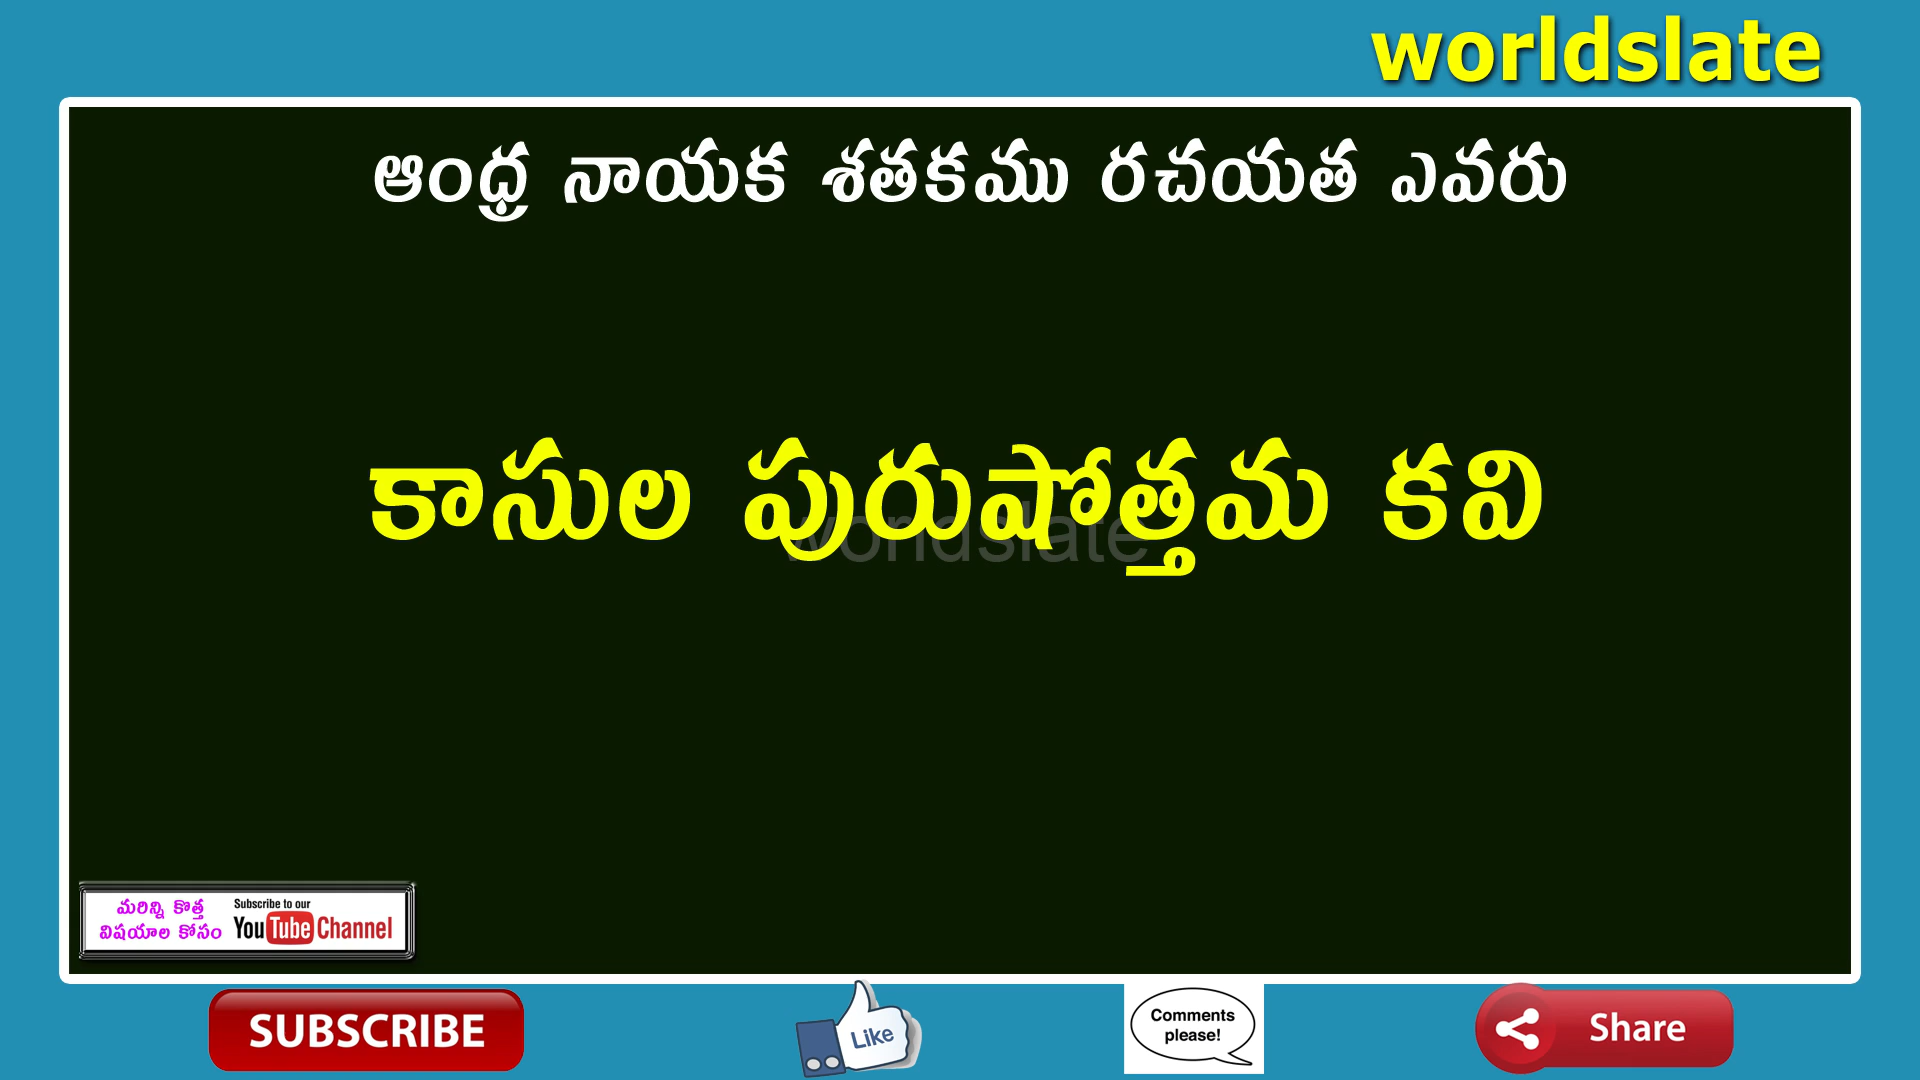 worldslate
ఆంధ్ర నాయక శతకము రచయత ఎవరు
కాసుల పురుషోత్తమ కవి
worldslate
మరిన్ని కొత్త
విషయాల కోసం
Subscribe to our
YouTube Channel
SUBSCRIBE
Like
Comments
please!
Share